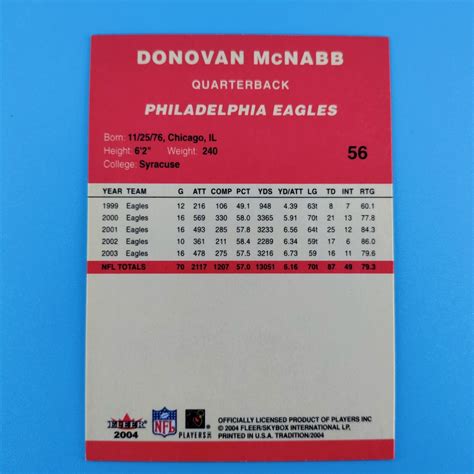 DONOVAN McNABB
QUARTERBACK
PHILADELPHIA EAGLES
Born: 11/25/76, Chicago, IL
Height: 6'2" Weight: 240
College: Syracuse
56
YEAR TEAM G ATT COMP PCT YDS YD/ATT LG TD INT RTG
1999 Eagles 12 216 106 49.1 948 4.39 63t 8 7 60.1
2000 Eagles 16 569 330 58.0 3365 5.91 70t 21 13 77.8
2001 Eagles 16 493 285 57.8 3233 6.56 64t 25 12 84.3
2002 Eagles 10 361 211 58.4 2289 6.34 59t 17 6 86.0
2003 Eagles 16 478 275 57.5 3216 6.73 59 16 11 79.6
NFL TOTALS 70 2117 1207 57.0 13051 6.16 70t 87 49 79.3
FLEER
2004
NFL
PLAYERS
OFFICIALLY LICENSED PRODUCT OF PLAYERS INC
© 2004 FLEER/SKYBOX INTERNATIONAL LP,
PRINTED IN U.S.A. TRADITION/2004